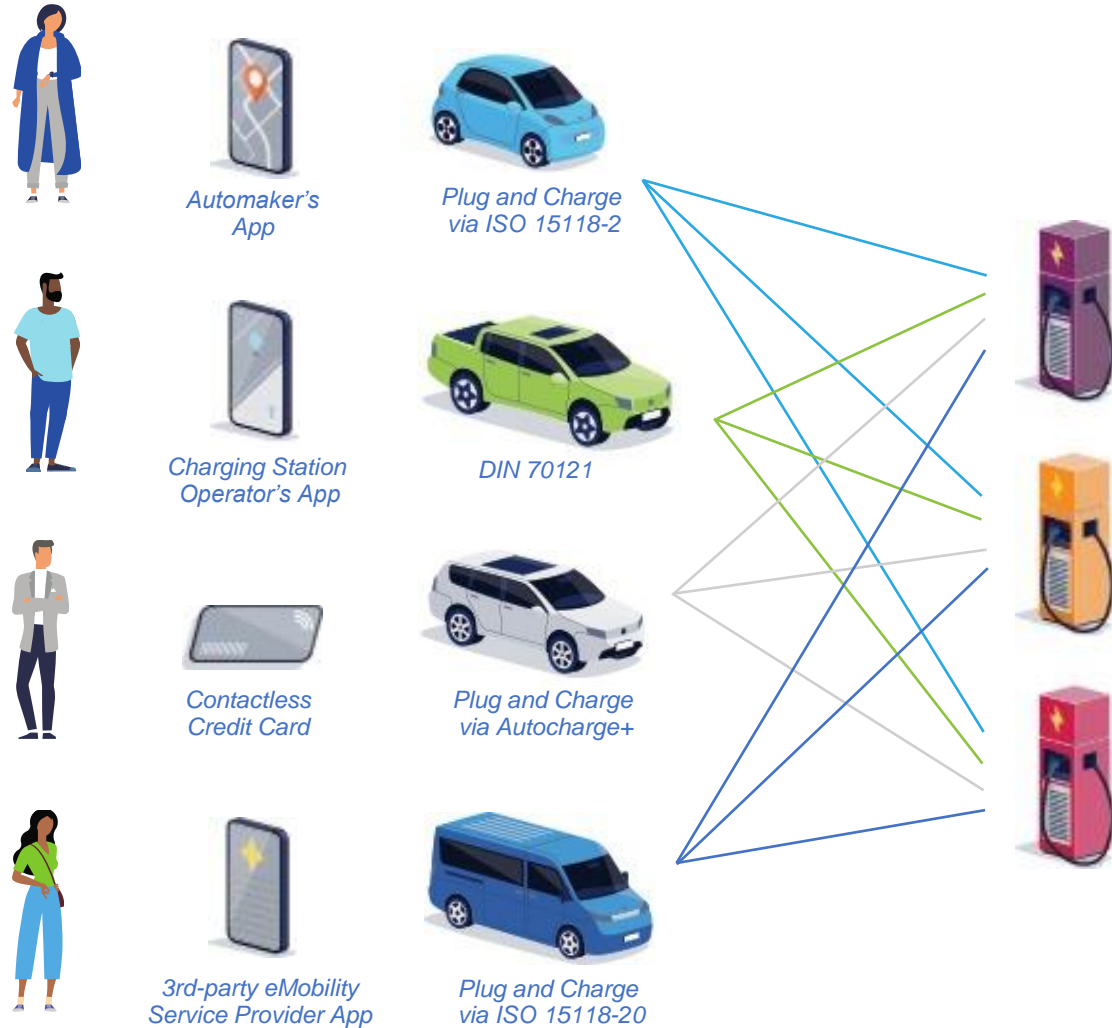 Automaker’s
App
Plug and Charge
via ISO 15118-2
Charging Station
Operator’s App
DIN 70121
Contactless
Credit Card
Plug and Charge
via Autocharge+
3rd-party eMobility
Service Provider App
Plug and Charge
via ISO 15118-20